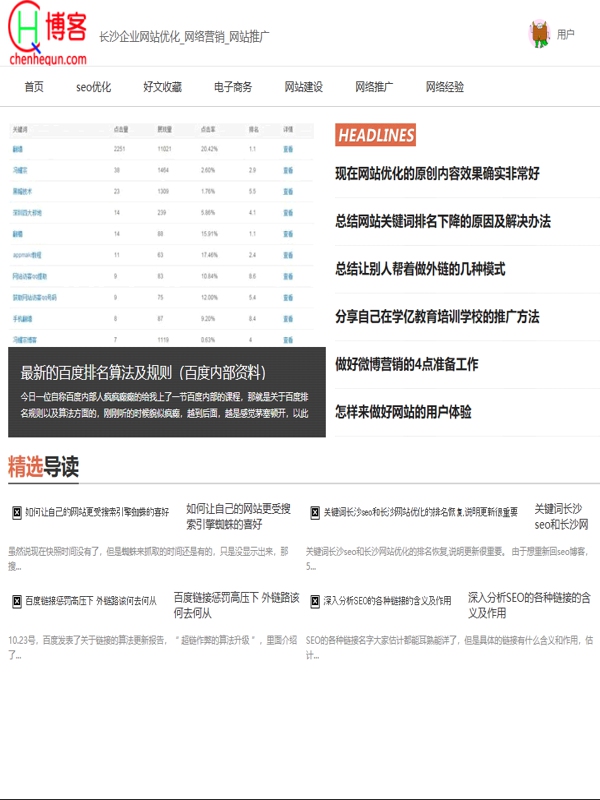 博客
chenhequn.com
长沙企业网站优化_网络营销_网站推广
用户
首页 seo优化 好文收藏 电子商务 网站建设 网络推广 网络经验
关键词 点击量 展现量 点击率 排名 详情
翻墙 2251 11021 20.42% 1.1 查看
冯耀宗 38 1464 2.60% 2.9 查看
黑帽技术 23 1309 1.76% 5.5 查看
深圳四大邪地 14 239 5.86% 4.1 查看
翻墙 14 88 15.91% 1.1 查看
11 63 17.46% 2.4 查看
9 83 10.84% 6.6 查看
9 75 12.00% 5.4 查看
手机翻墙 8 87 9.20% 8.4 查看
冯耀宗博客 7 1119 0.63% 4 查看
最新的百度排名算法及规则（百度内部资料）
今日一位自称百度内部人疯疯癫癫的给我上了一节百度内部的课程，那就是关于百度排
名规则以及算法方面的，刚刚听的时候貌似疯癫，越到后面，越是感觉茅塞顿开，以此
HEADLINES
现在网站优化的原创内容效果确实非常好
总结网站关键词排名下降的原因及解决办法
总结让别人帮着做外链的几种模式
分享自己在学亿教育培训学校的推广方法
做好微博营销的4点准备工作
怎样来做好网站的用户体验
精选导读
如何让自己的网站更受搜索引擎蜘蛛的喜好
如何让自己的网站更受搜
索引擎蜘蛛的喜好
虽然说现在快照时间没有了，但是蜘蛛来抓取的时间还是有的，只是没显示出来，那
搜...
关键词长沙seo和长沙网站优化的排名恢复,说明更新很重要
关键词长沙
seo和长沙网
关键词长沙seo和长沙网站优化的排名恢复,说明更新很重要。 由于想重新回seo博客，
5...
百度链接惩罚高压下 外链路该何去何从
百度链接惩罚高压下 外链路该
何去何从
10.23号，百度发表了关于链接的算法更新报告，“ 超链作弊的算法升级 ”，里面介绍
了...
深入分析SEO的各种链接的含义及作用
深入分析SEO的各种链接的含
义及作用
SEO的各种链接名字大家估计都能耳熟能详了，但是具体的链接有什么含义和作用，估
计...